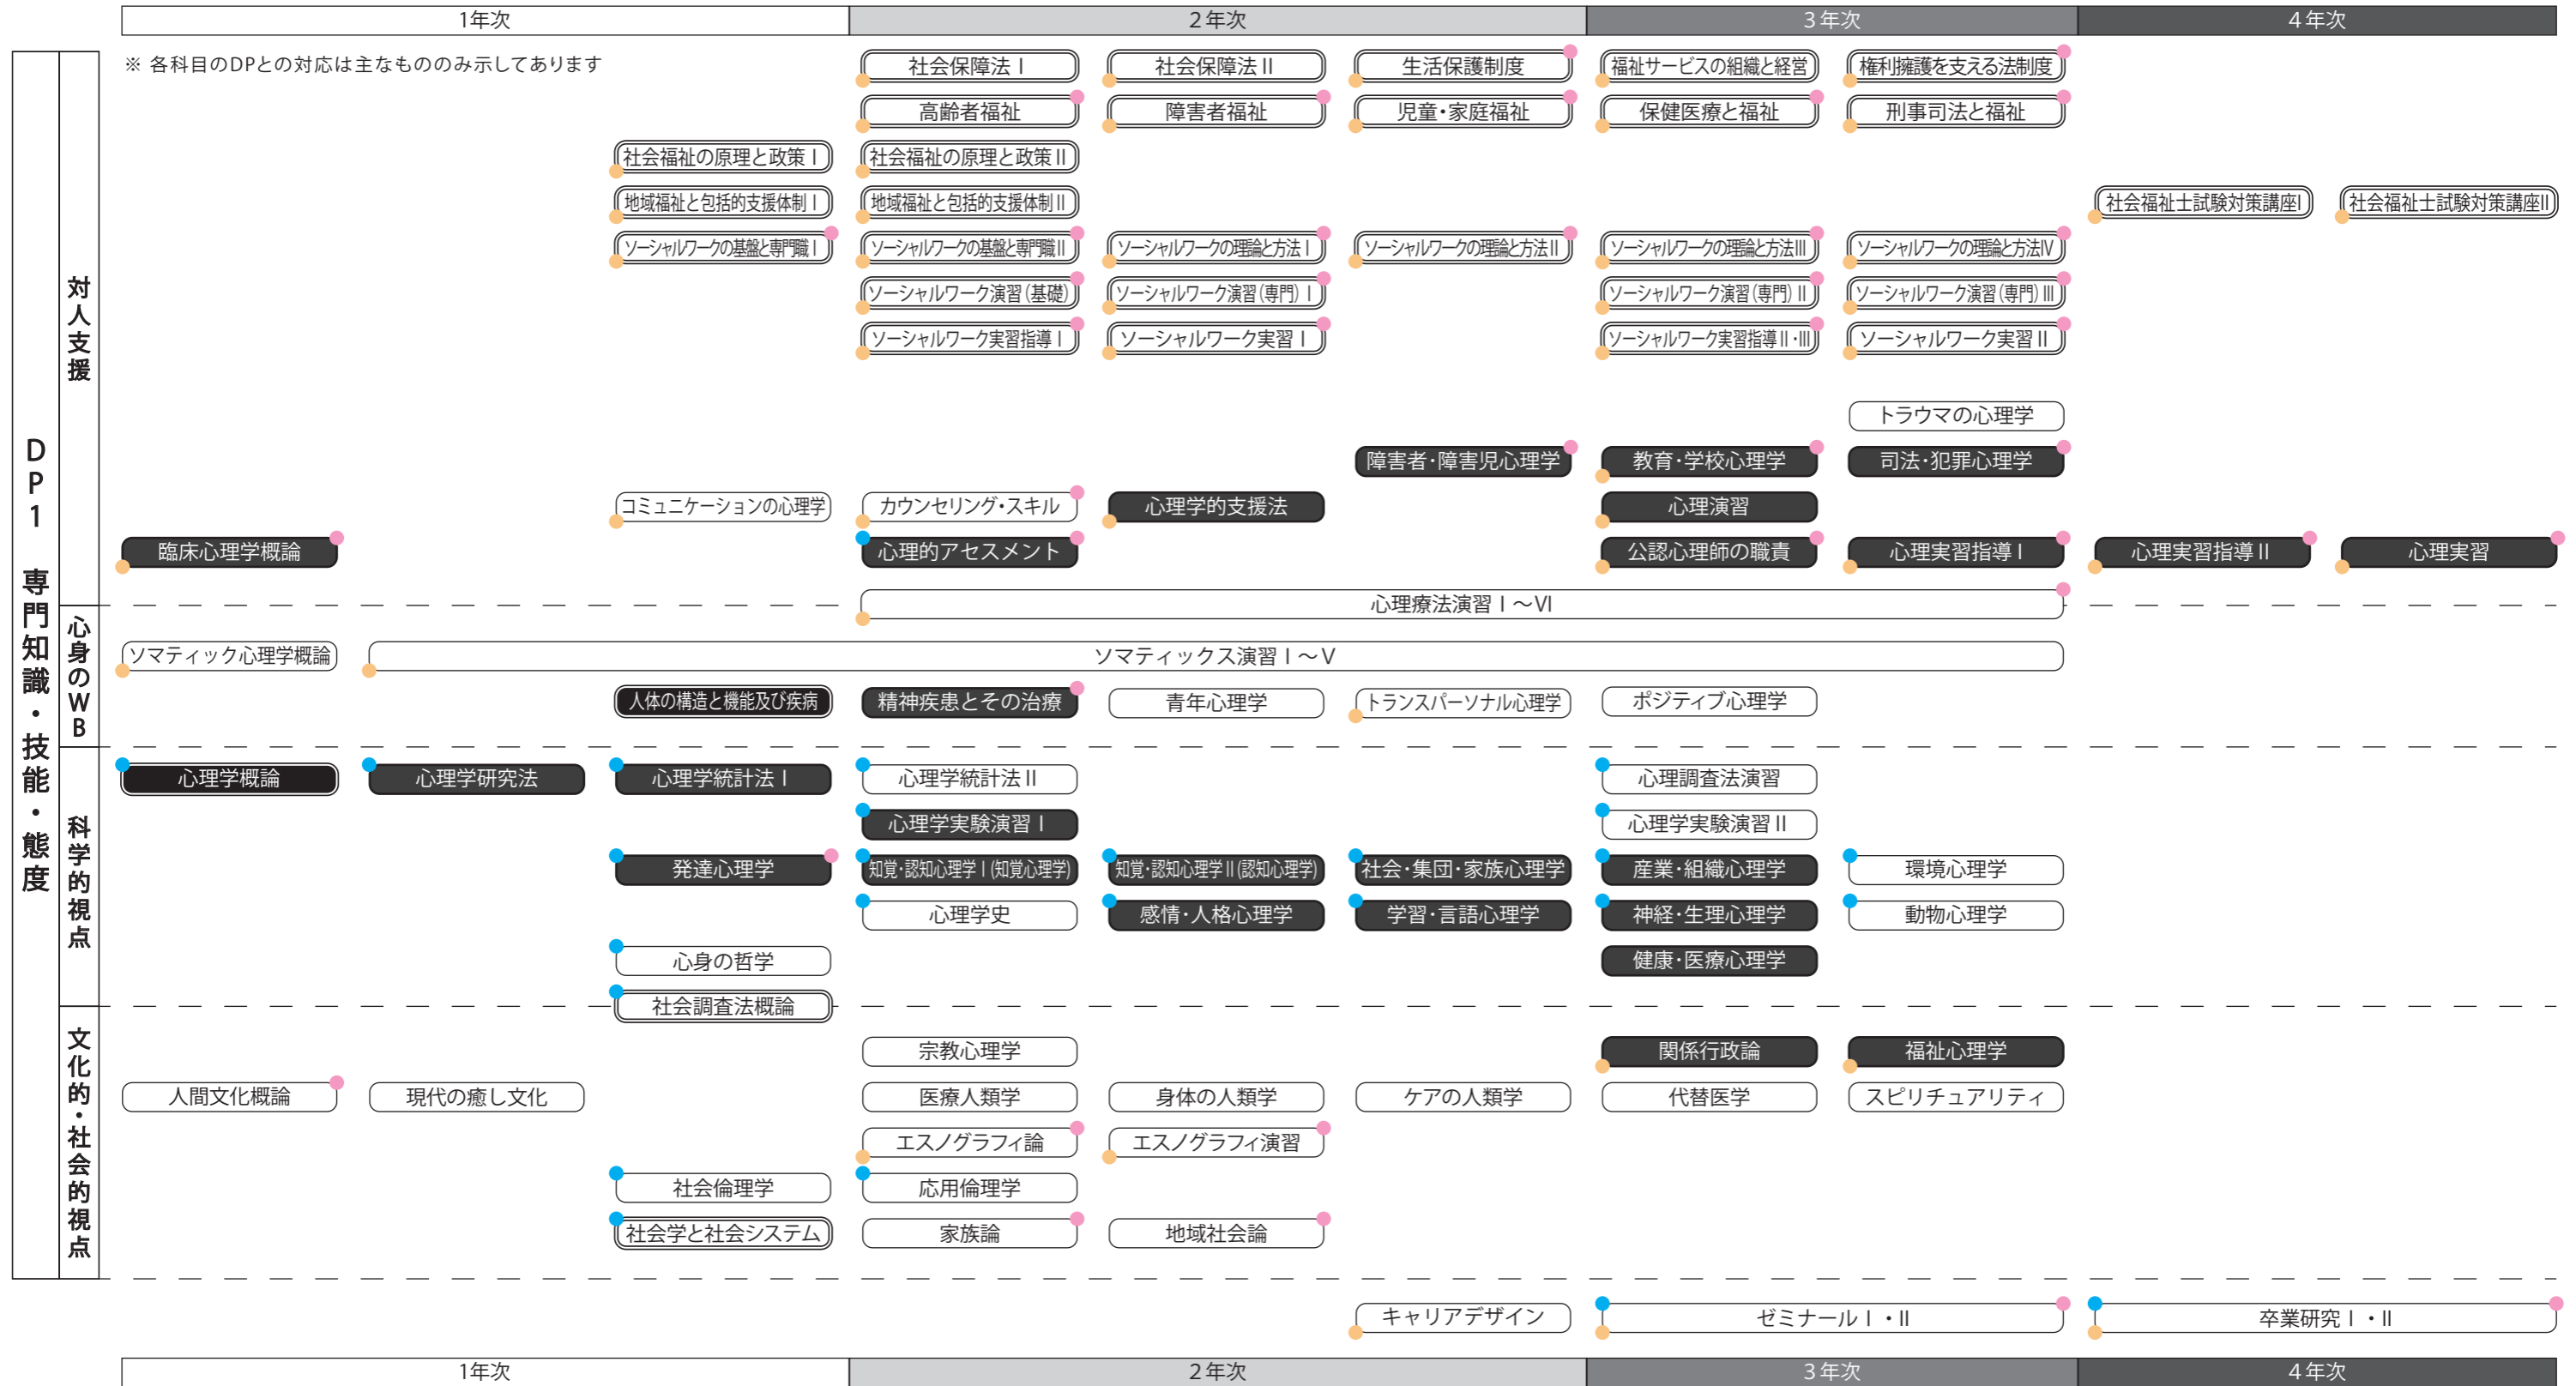 1年次 2年次 3年次 4年次
DP1 専門知識・技能・態度
対人支援
※ 各科目のDPとの対応は主なもののみ示してあります
社会保障法Ⅰ 社会保障法Ⅱ 生活保護制度 福祉サービスの組織と経営 権利擁護を支える法制度
高齢者福祉 障害者福祉 児童・家庭福祉 保健医療と福祉 刑事司法と福祉
社会福祉の原理と政策Ⅰ 社会福祉の原理と政策Ⅱ
地域福祉と包括的支援体制Ⅰ 地域福祉と包括的支援体制Ⅱ 社会福祉士試験対策講座Ⅰ 社会福祉士試験対策講座Ⅱ
ソーシャルワークの基盤と専門職Ⅰ ソーシャルワークの基盤と専門職Ⅱ ソーシャルワークの理論と方法Ⅰ ソーシャルワークの理論と方法Ⅱ ソーシャルワークの理論と方法Ⅲ ソーシャルワークの理論と方法Ⅳ
ソーシャルワーク演習(基礎) ソーシャルワーク演習(専門)Ⅰ ソーシャルワーク演習(専門)Ⅱ ソーシャルワーク演習(専門)Ⅲ
ソーシャルワーク実習指導Ⅰ ソーシャルワーク実習Ⅰ ソーシャルワーク実習指導Ⅱ・Ⅲ ソーシャルワーク実習Ⅱ
トラウマの心理学
障害者・障害児心理学 教育・学校心理学 司法・犯罪心理学
コミュニケーションの心理学 カウンセリング・スキル 心理学的支援法 心理演習
臨床心理学概論 心理的アセスメント 公認心理師の職責 心理実習指導Ⅰ 心理実習指導Ⅱ 心理実習
心理療法演習Ⅰ～Ⅵ
心身のWB
ソマティック心理学概論 ソマティックス演習Ⅰ～Ⅴ
人体の構造と機能及び疾病 精神疾患とその治療 青年心理学 トランスパーソナル心理学 ポジティブ心理学
科学的視点
心理学概論 心理学研究法 心理学統計法Ⅰ 心理学統計法Ⅱ 心理調査法演習
心理学実験演習Ⅰ 心理学実験演習Ⅱ
発達心理学 知覚・認知心理学Ⅰ(知覚心理学) 知覚・認知心理学Ⅱ(認知心理学) 社会・集団・家族心理学 産業・組織心理学 環境心理学
心理学史 感情・人格心理学 学習・言語心理学 神経・生理心理学 動物心理学
心身の哲学 健康・医療心理学
社会調査法概論
文化的・社会的視点
宗教心理学 関係行政論 福祉心理学
人間文化概論 現代の癒し文化 医療人類学 身体の人類学 ケアの人類学 代替医学 スピリチュアリティ
エスノグラフィ論 エスノグラフィ演習
社会倫理学 応用倫理学
社会学と社会システム 家族論 地域社会論
キャリアデザイン ゼミナールⅠ・Ⅱ 卒業研究Ⅰ・Ⅱ
1年次 2年次 3年次 4年次